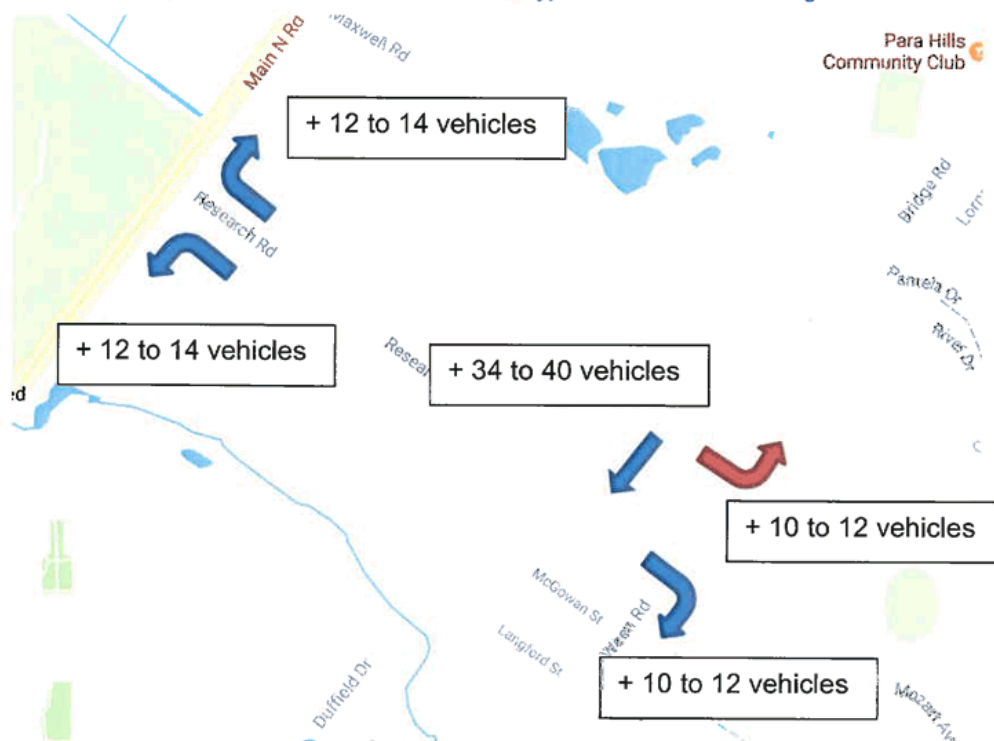 Maxwell Rd
Main N Rd
Para Hills
Community Club
+ 12 to 14 vehicles
Research Rd
Bridge Rd
Pamela Dr
River Dr
+ 12 to 14 vehicles
+ 34 to 40 vehicles
+ 10 to 12 vehicles
McGowan St
Langford St
+ 10 to 12 vehicles
Duffield Dr